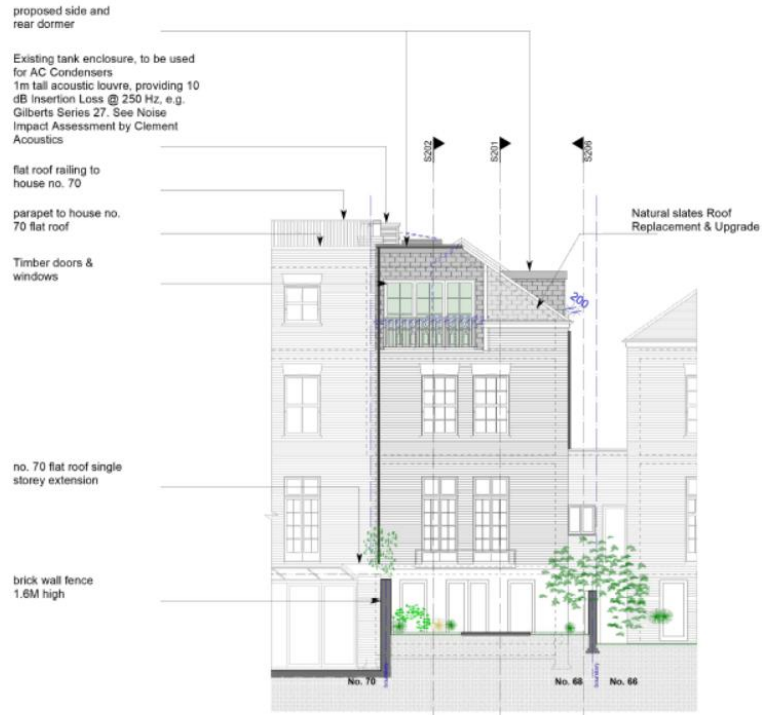 proposed side and
rear dormer
Existing tank enclosure, to be used
for AC Condensers
1m tall acoustic louvre, providing 10
dB Insertion Loss @ 250 Hz, e.g.
Gilberts Series 27. See Noise
Impact Assessment by Clement
Acoustics
flat roof railing to
house no. 70
parapet to house no.
70 flat roof
Timber doors &
windows
no. 70 flat roof single
storey extension
brick wall fence
1.6M high
S202
S201
S206
Natural slates Roof
Replacement & Upgrade
200
No. 70
No. 68
No. 66